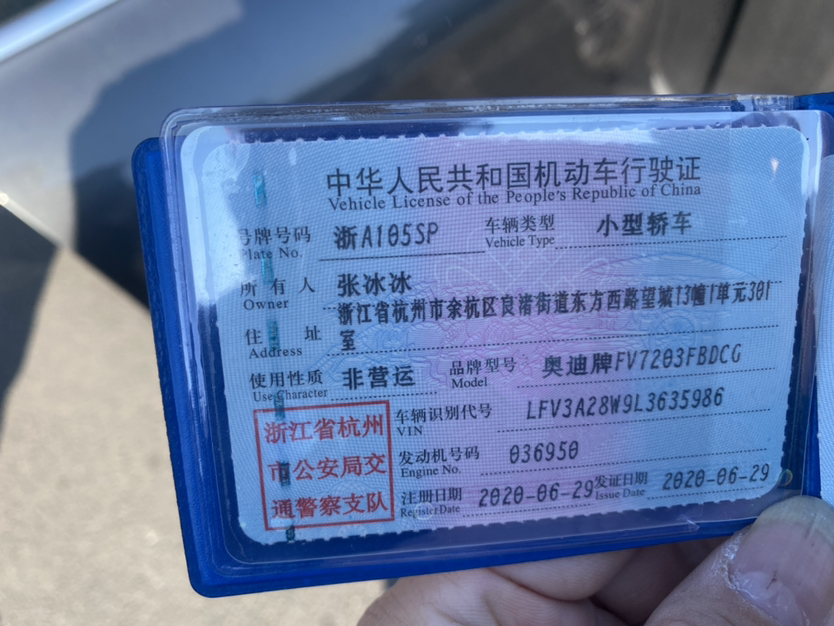 中华人民共和国机动车行驶证
Vehicle License of the People's Republic of China
号牌号码 浙A105SP 车辆类型 小型轿车
Plate No. Vehicle Type
所有人 张冰冰
Owner
住址 浙江省杭州市余杭区良渚街道东方西路望城13幢1单元301
室
Address
使用性质 非营运 品牌型号 奥迪牌FV7203FBDCG
Use Character Model
浙江省杭州
市公安局交
通警察支队
车辆识别代号 LFV3A28W9L3635986
VIN
发动机号码 036950
Engine No.
注册日期 2020-06-29 发证日期 2020-06-29
Register Date Issue Date